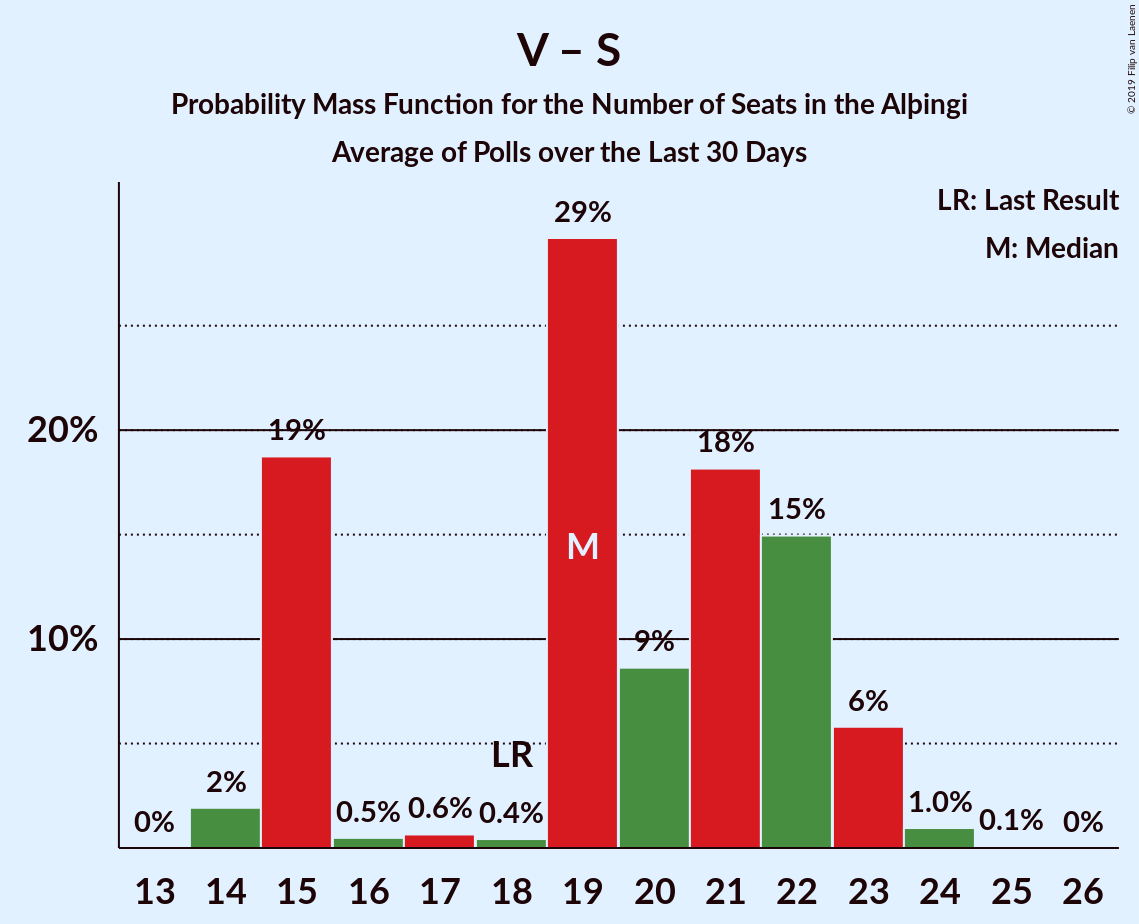 V – S
Probability Mass Function for the Number of Seats in the Alþingi
Average of Polls over the Last 30 Days
© 2019 Filip van Laenen
LR: Last Result
M: Median
20%
10%
0%
2%
19%
0.5%
0.6%
0.4%
LR
29%
M
9%
18%
15%
6%
1.0%
0.1%
0%
13 14 15 16 17 18 19 20 21 22 23 24 25 26